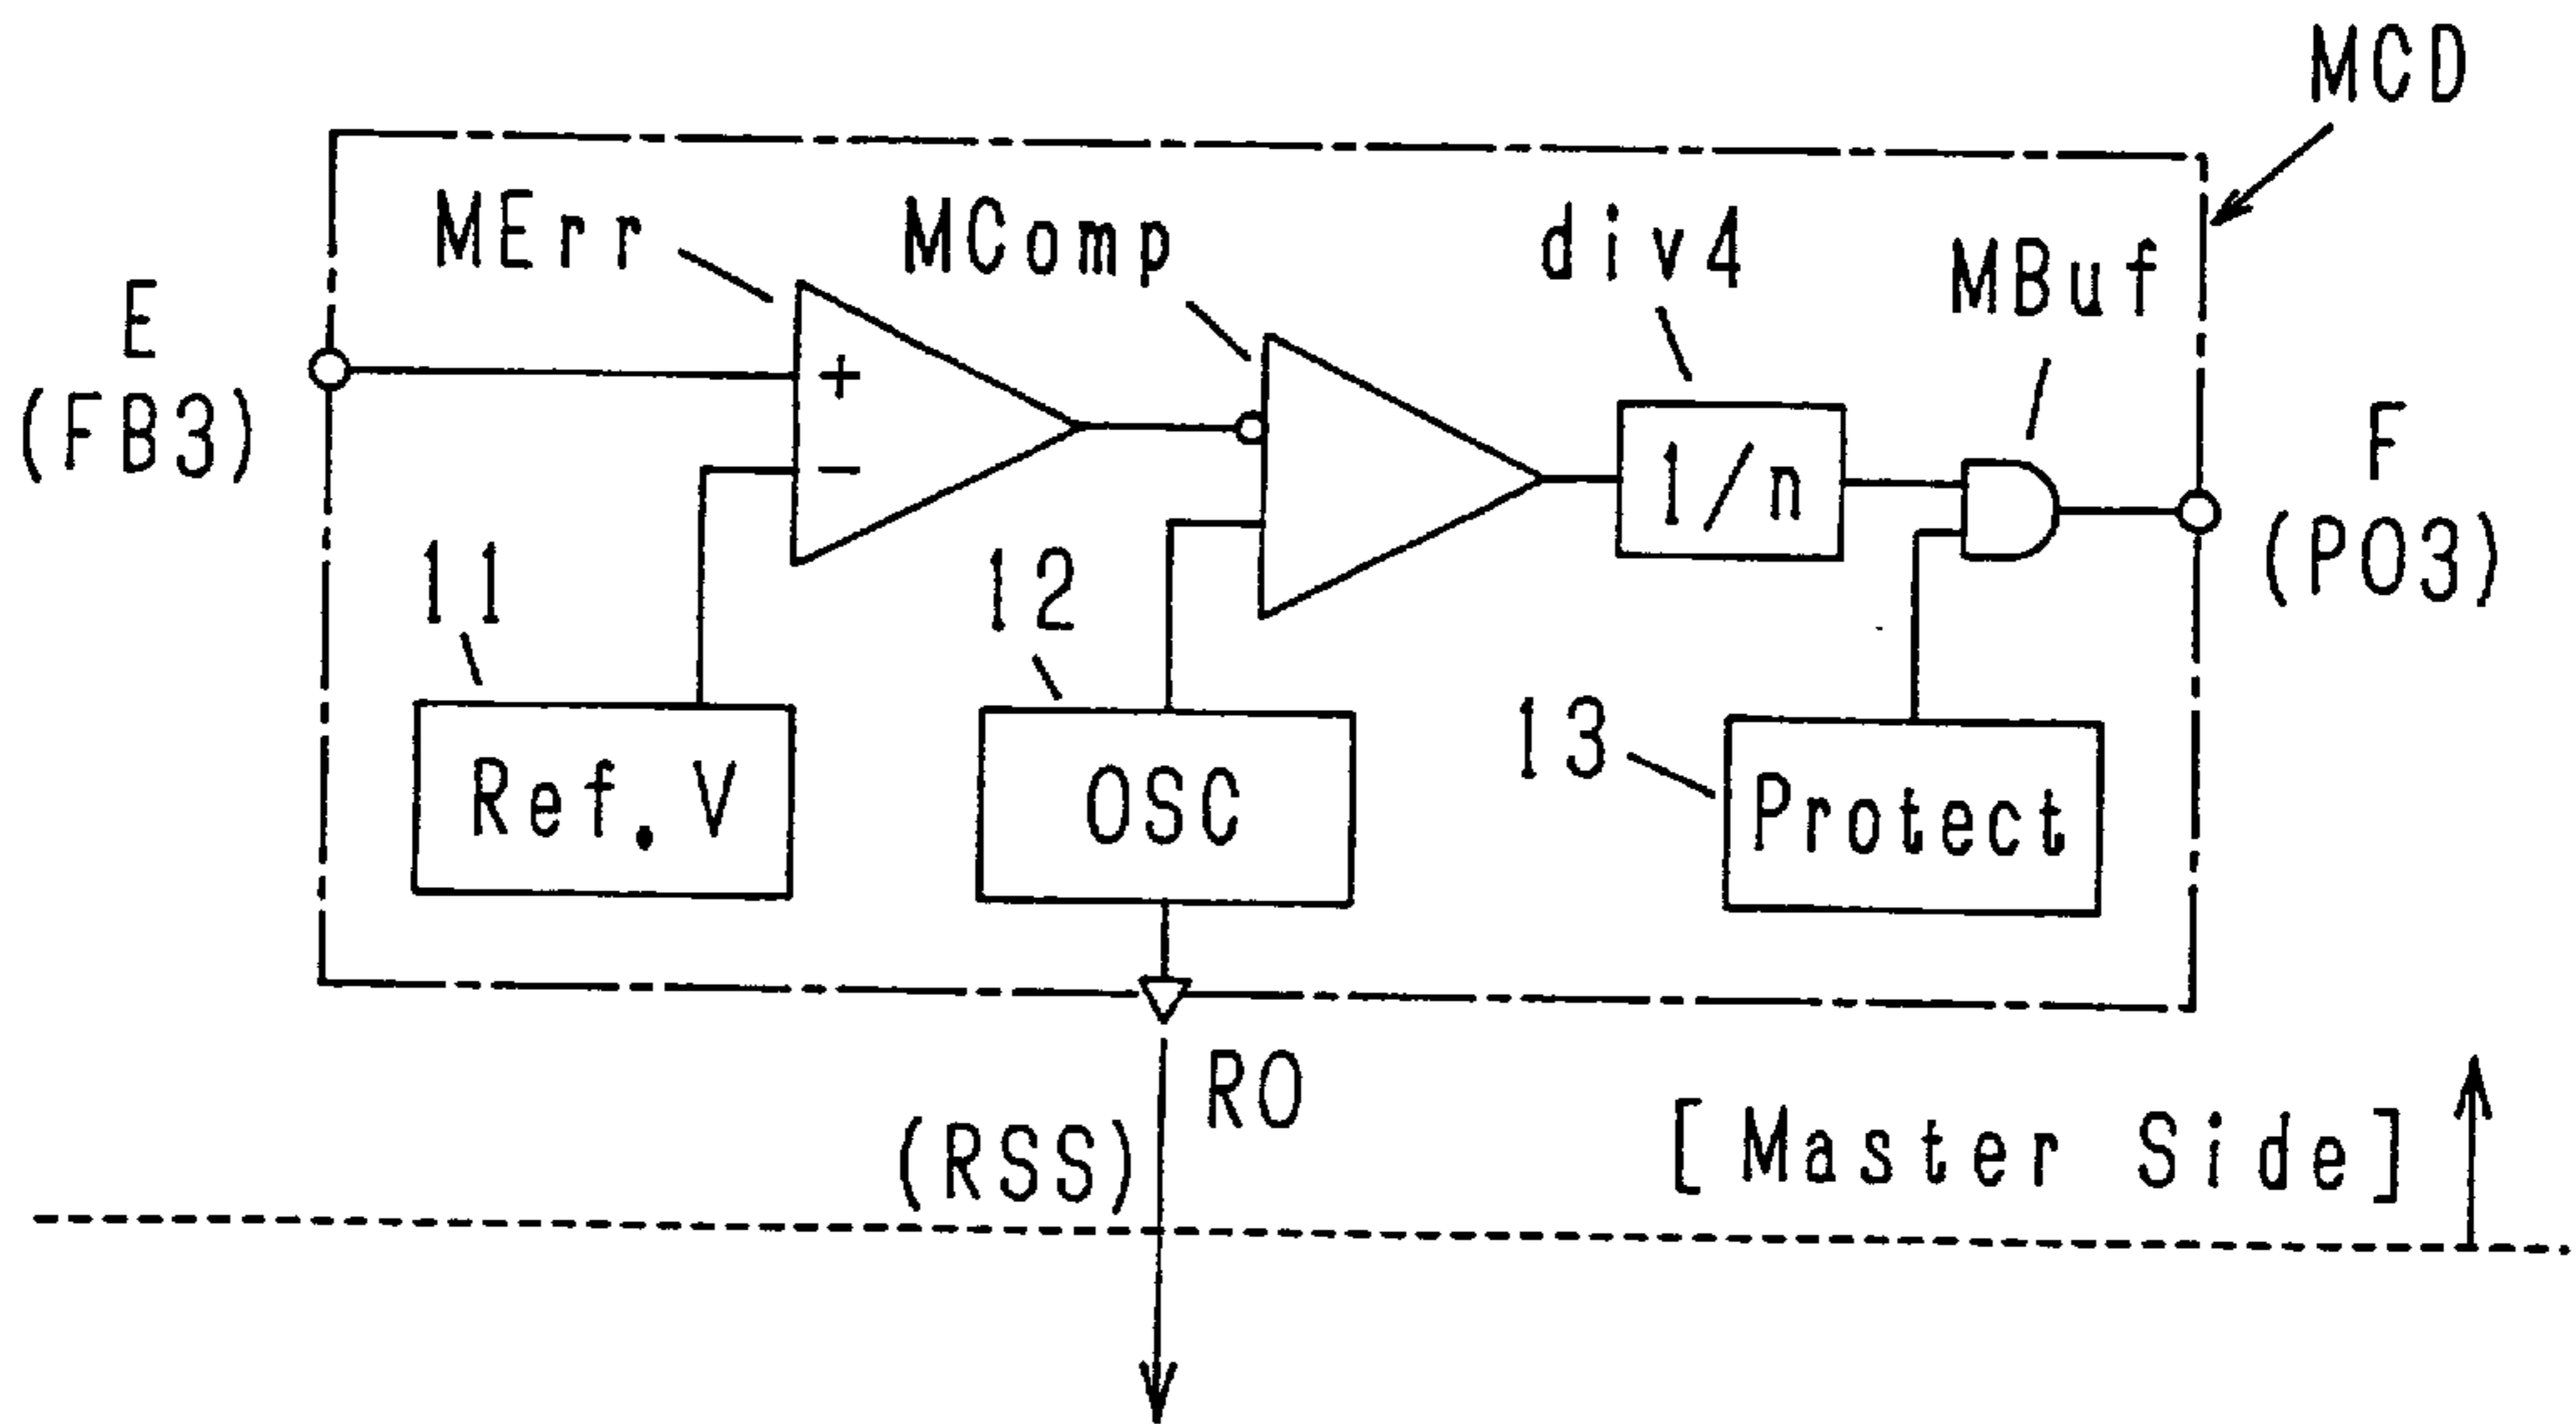 MCD
MErr
MComp
div4
MBuf
E
(FB3)
+
−
1/n
F
(PO3)
11
12
13
Ref.V
OSC
Protect
RO
(RSS)
[Master Side]